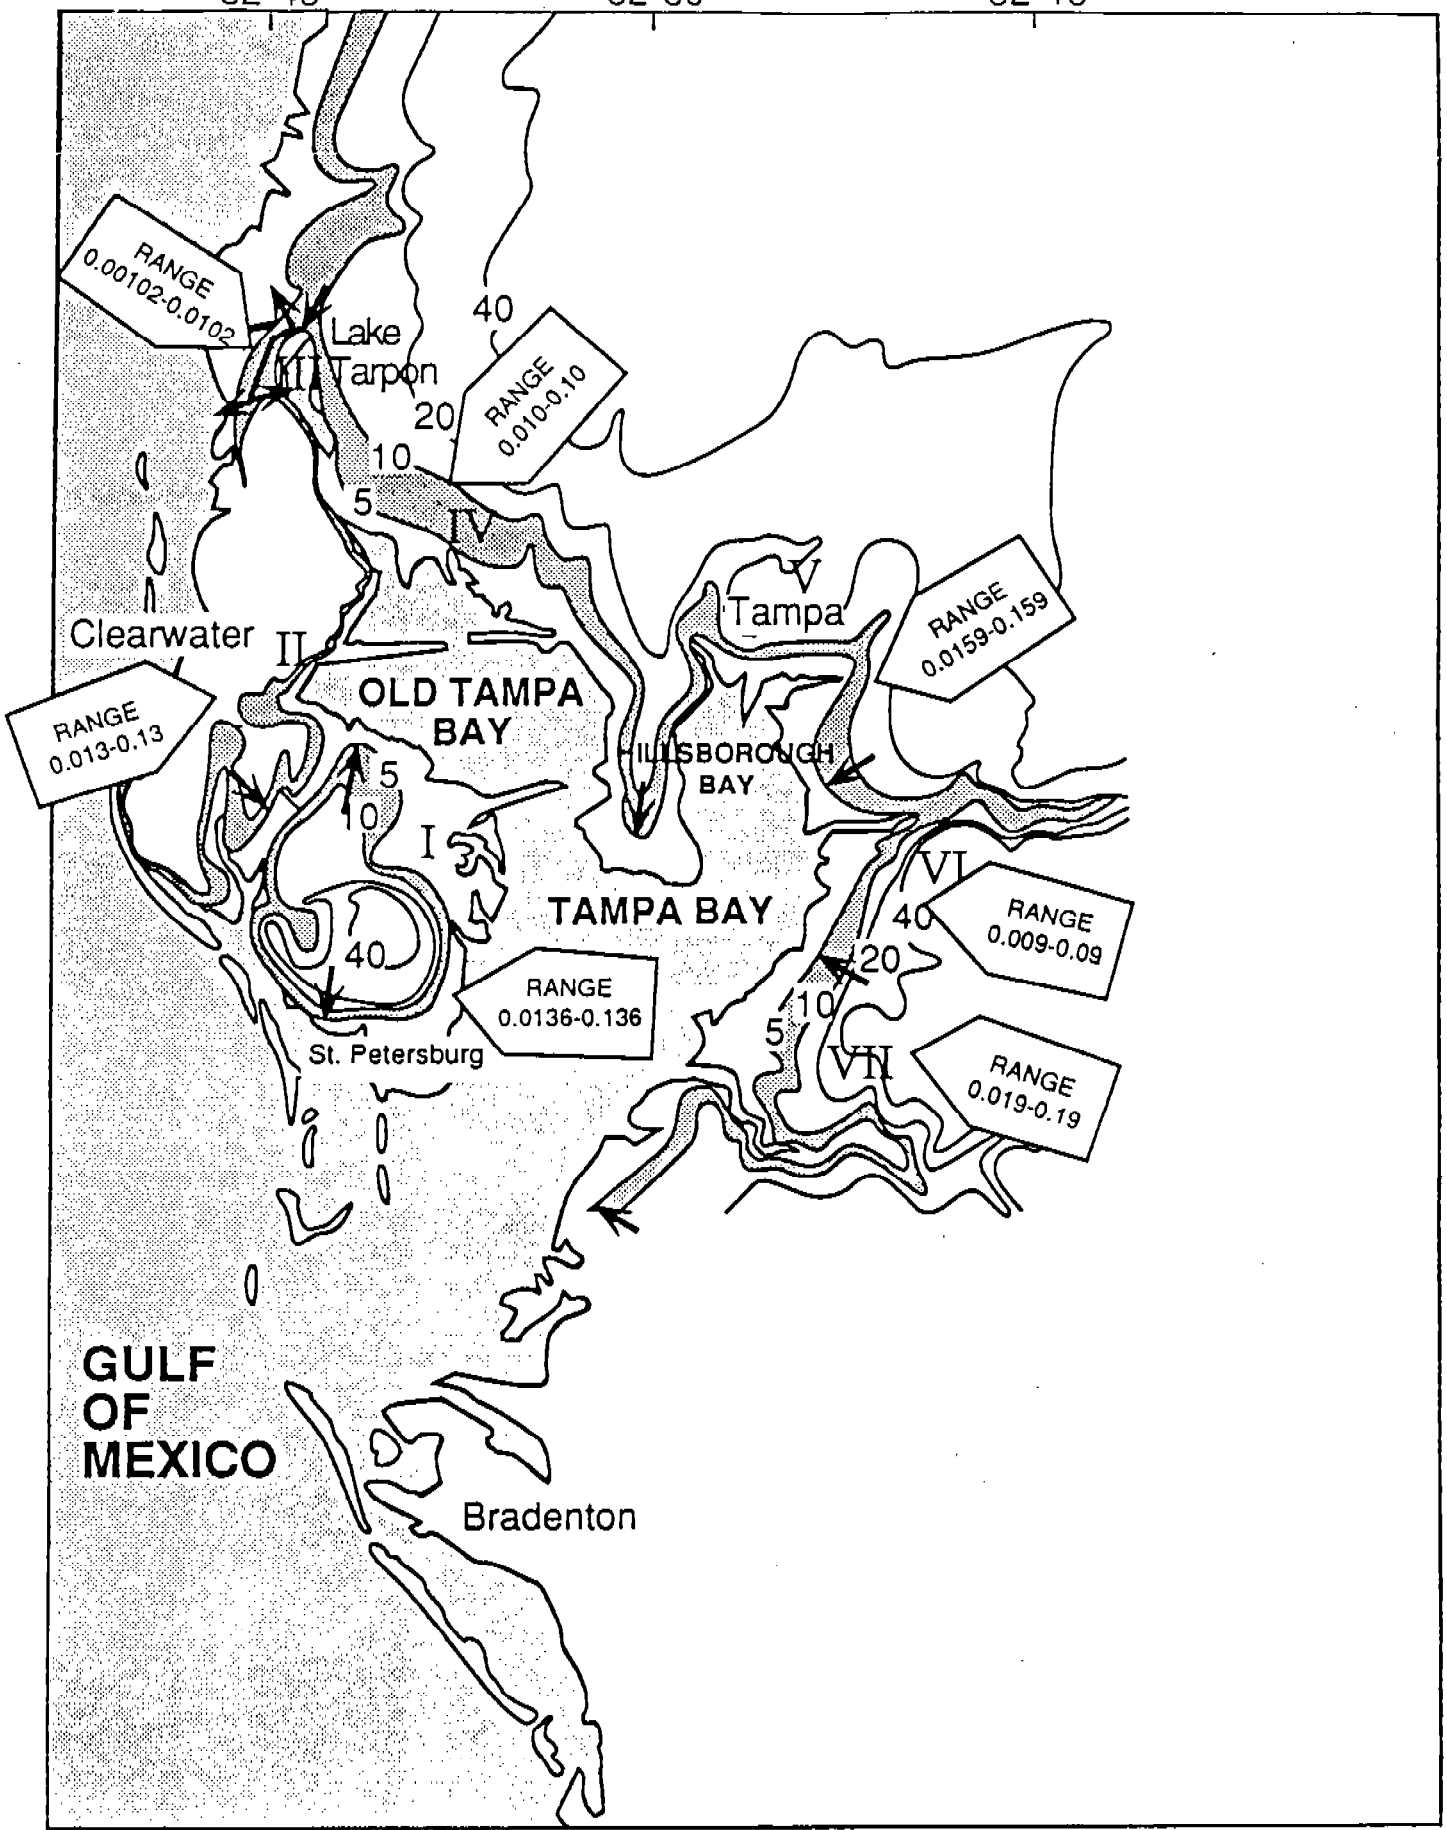 RANGE
0.00102-0.0102
40
Lake
Tarpon
III
RANGE
0.010-0.10
20
10
5
IV
V
Tampa
RANGE
0.0159-0.159
Clearwater
II
OLD TAMPA
BAY
RANGE
0.013-0.13
HILLSBOROUGH
BAY
5
10
I
VI
40
RANGE
0.009-0.09
TAMPA BAY
40
20
RANGE
0.0136-0.136
10
5
St. Petersburg
VII
RANGE
0.019-0.19
GULF
OF
MEXICO
Bradenton